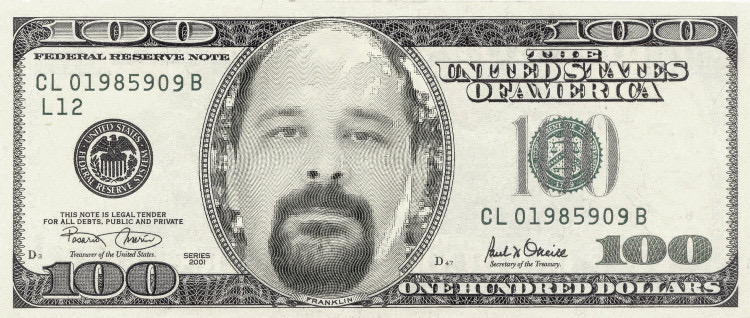 100 100
FEDERAL RESERVE NOTE
THE
UNITED STATES
OF AMERICA
CL 01985909 B
L12
100
UNITED STATES
FEDERAL RESERVE SYSTEM
THIS NOTE IS LEGAL TENDER
FOR ALL DEBTS, PUBLIC AND PRIVATE
CL 01985909 B
Treasurer of the United States.
SERIES
2001
D 3
D 47
Secretary of the Treasury.
100
100
FRANKLIN
ONE HUNDRED DOLLARS